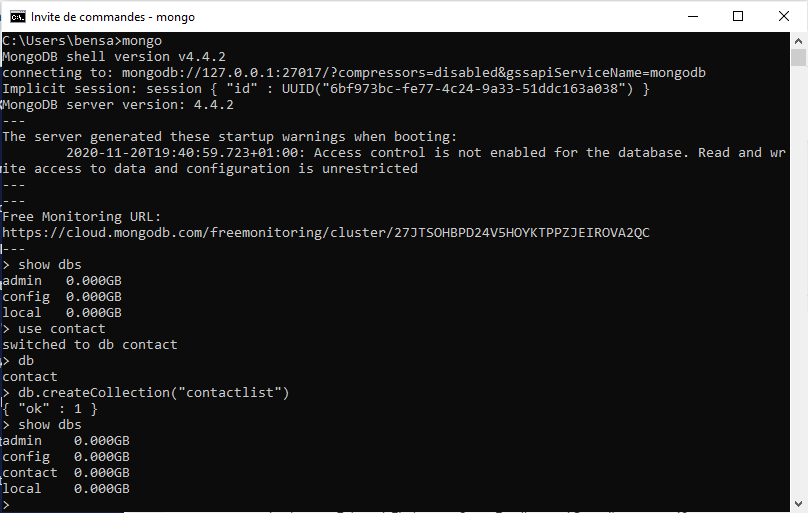 Invite de commandes - mongo
C:\Users\bensa>mongo
MongoDB shell version v4.4.2
connecting to: mongodb://127.0.0.1:27017/?compressors=disabled&gssapiServiceName=mongodb
Implicit session: session { "id" : UUID("6bf973bc-fe77-4c24-9a33-51ddc163a038") }
MongoDB server version: 4.4.2
---
The server generated these startup warnings when booting:
        2020-11-20T19:40:59.723+01:00: Access control is not enabled for the database. Read and wr
ite access to data and configuration is unrestricted
---
---
Free Monitoring URL:
https://cloud.mongodb.com/freemonitoring/cluster/27JTSOHBPD24V5HOYKTPPZJEIROVA2QC
---
> show dbs
admin   0.000GB
config  0.000GB
local   0.000GB
> use contact
switched to db contact
> db
contact
> db.createCollection("contactlist")
{ "ok" : 1 }
> show dbs
admin    0.000GB
config   0.000GB
contact  0.000GB
local    0.000GB
>